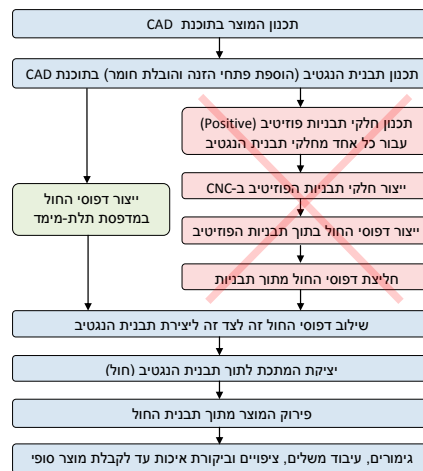 תכנון המוצר בתוכנת CAD
תכנון תבנית הנגטיב (הוספת פתחי הזנה והובלת חומר) בתוכנת CAD
תכנון חלקי תבניות פוזיטיב (Positive)
עבור כל אחד מחלקי תבנית הנגטיב
ייצור חלקי תבניות הפוזיטיב ב-CNC
ייצור דפוסי החול
במדפסת תלת-מימד
ייצור דפוסי החול בתוך תבניות הפוזיטיב
חליצת דפוסי החול מתוך תבניות
שילוב דפוסי החול זה לצד זה ליצירת תבנית הנגטיב
יציקת המתכת לתוך תבנית הנגטיב (חול)
פירוק המוצר מתוך תבנית החול
גימורים, עיבוד משלים, ציפויים וביקורת איכות עד לקבלת מוצר סופי